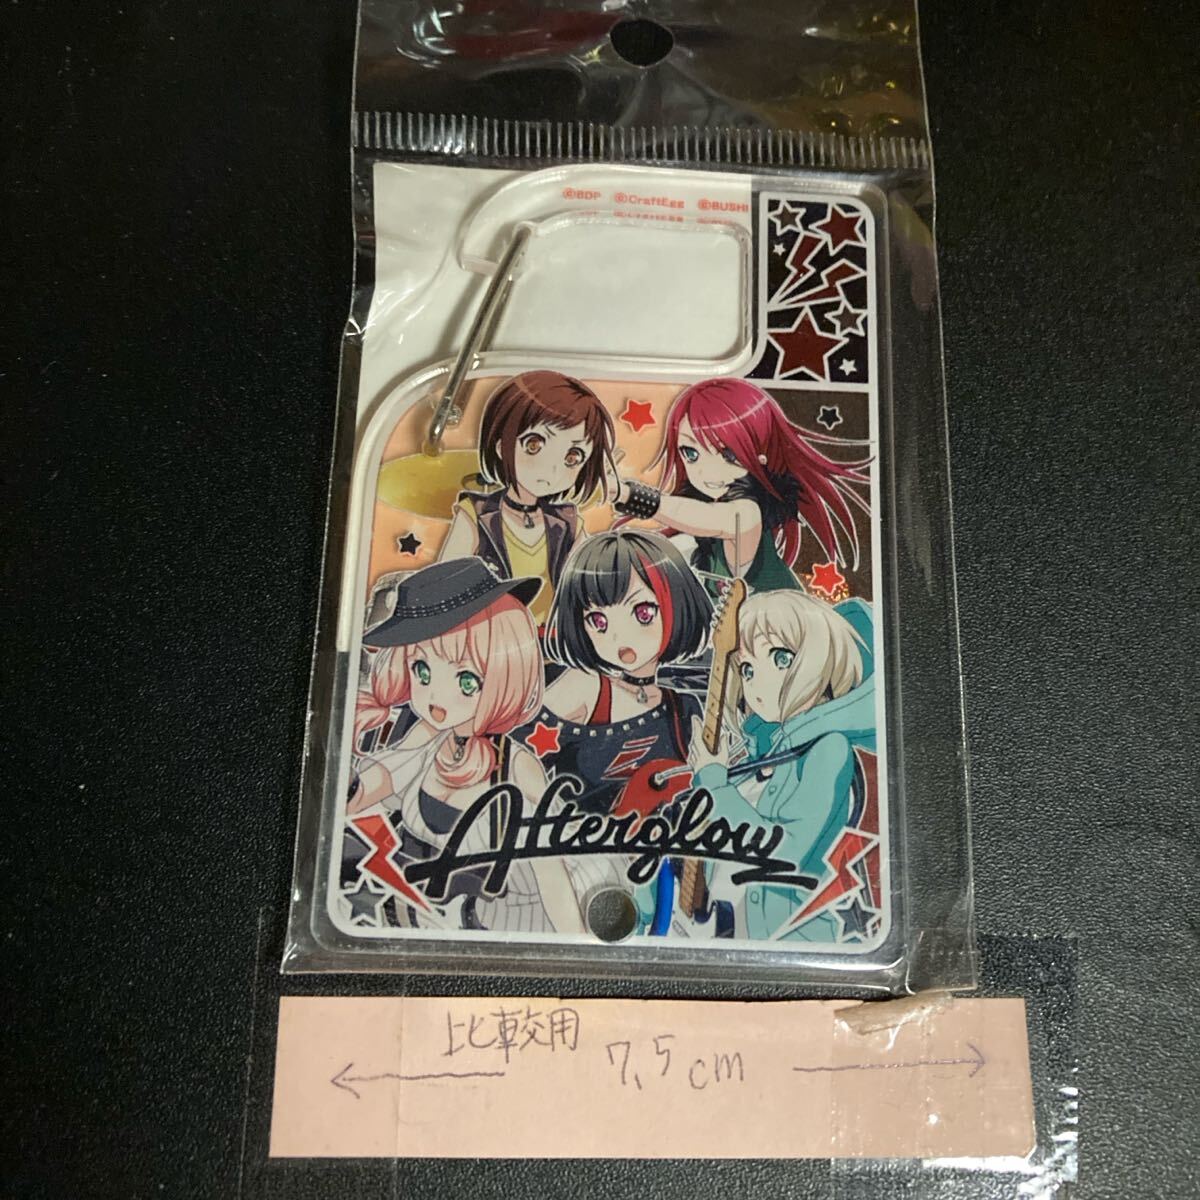 ©BDP ©CraftEgg ©BUSHI
Afterglow
比較用
7.5cm